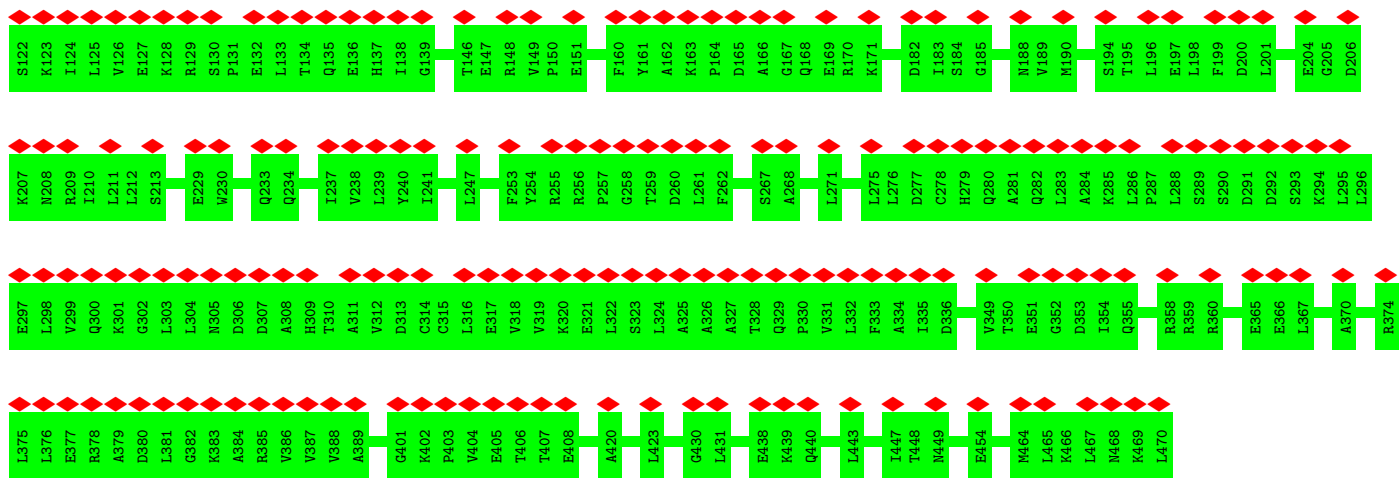 S122 K123 I124 L125 V126 E127 K128 R129 S130 P131 E132 L133 T134 Q135 E136 H137 I138 G139 T146 E147 R148 V149 P150 E151 F160 Y161 A162 K163 P164 D165 A166 G167 Q168 E169 R170 K171 D182 I183 S184 G185 N188 V189 M190 S194 T195 L196 E197 L198 F199 D200 L201 E204 G205 D206
K207 N208 R209 I210 L211 L212 S213 E229 W230 Q233 Q234 I237 V238 L239 Y240 I241 L247 F253 Y254 R255 R256 P257 G258 T259 D260 L261 F262 S267 A268 L271 L275 L276 D277 C278 H279 Q280 A281 Q282 L283 A284 K285 L286 P287 L288 S289 S290 D291 D292 S293 K294 L295 L296
E297 L298 V299 Q300 K301 G302 L303 L304 N305 D306 D307 A308 H309 T310 A311 V312 D313 C314 C315 L316 E317 V318 V319 K320 E321 L322 S323 L324 A325 A326 A327 T328 Q329 P330 V331 L332 F333 A334 I335 D336 V349 T350 E351 G352 D353 I354 Q355 R358 R359 R360 E365 E366 L367 A370 R374
L375 L376 E377 R378 A379 D380 L381 G382 K383 A384 R385 V386 V387 V388 A389 G401 K402 P403 V404 E405 T406 T407 E408 A420 L423 G430 L431 E438 K439 Q440 L443 I447 T448 N449 E454 M464 L465 K466 L467 N468 K469 L470